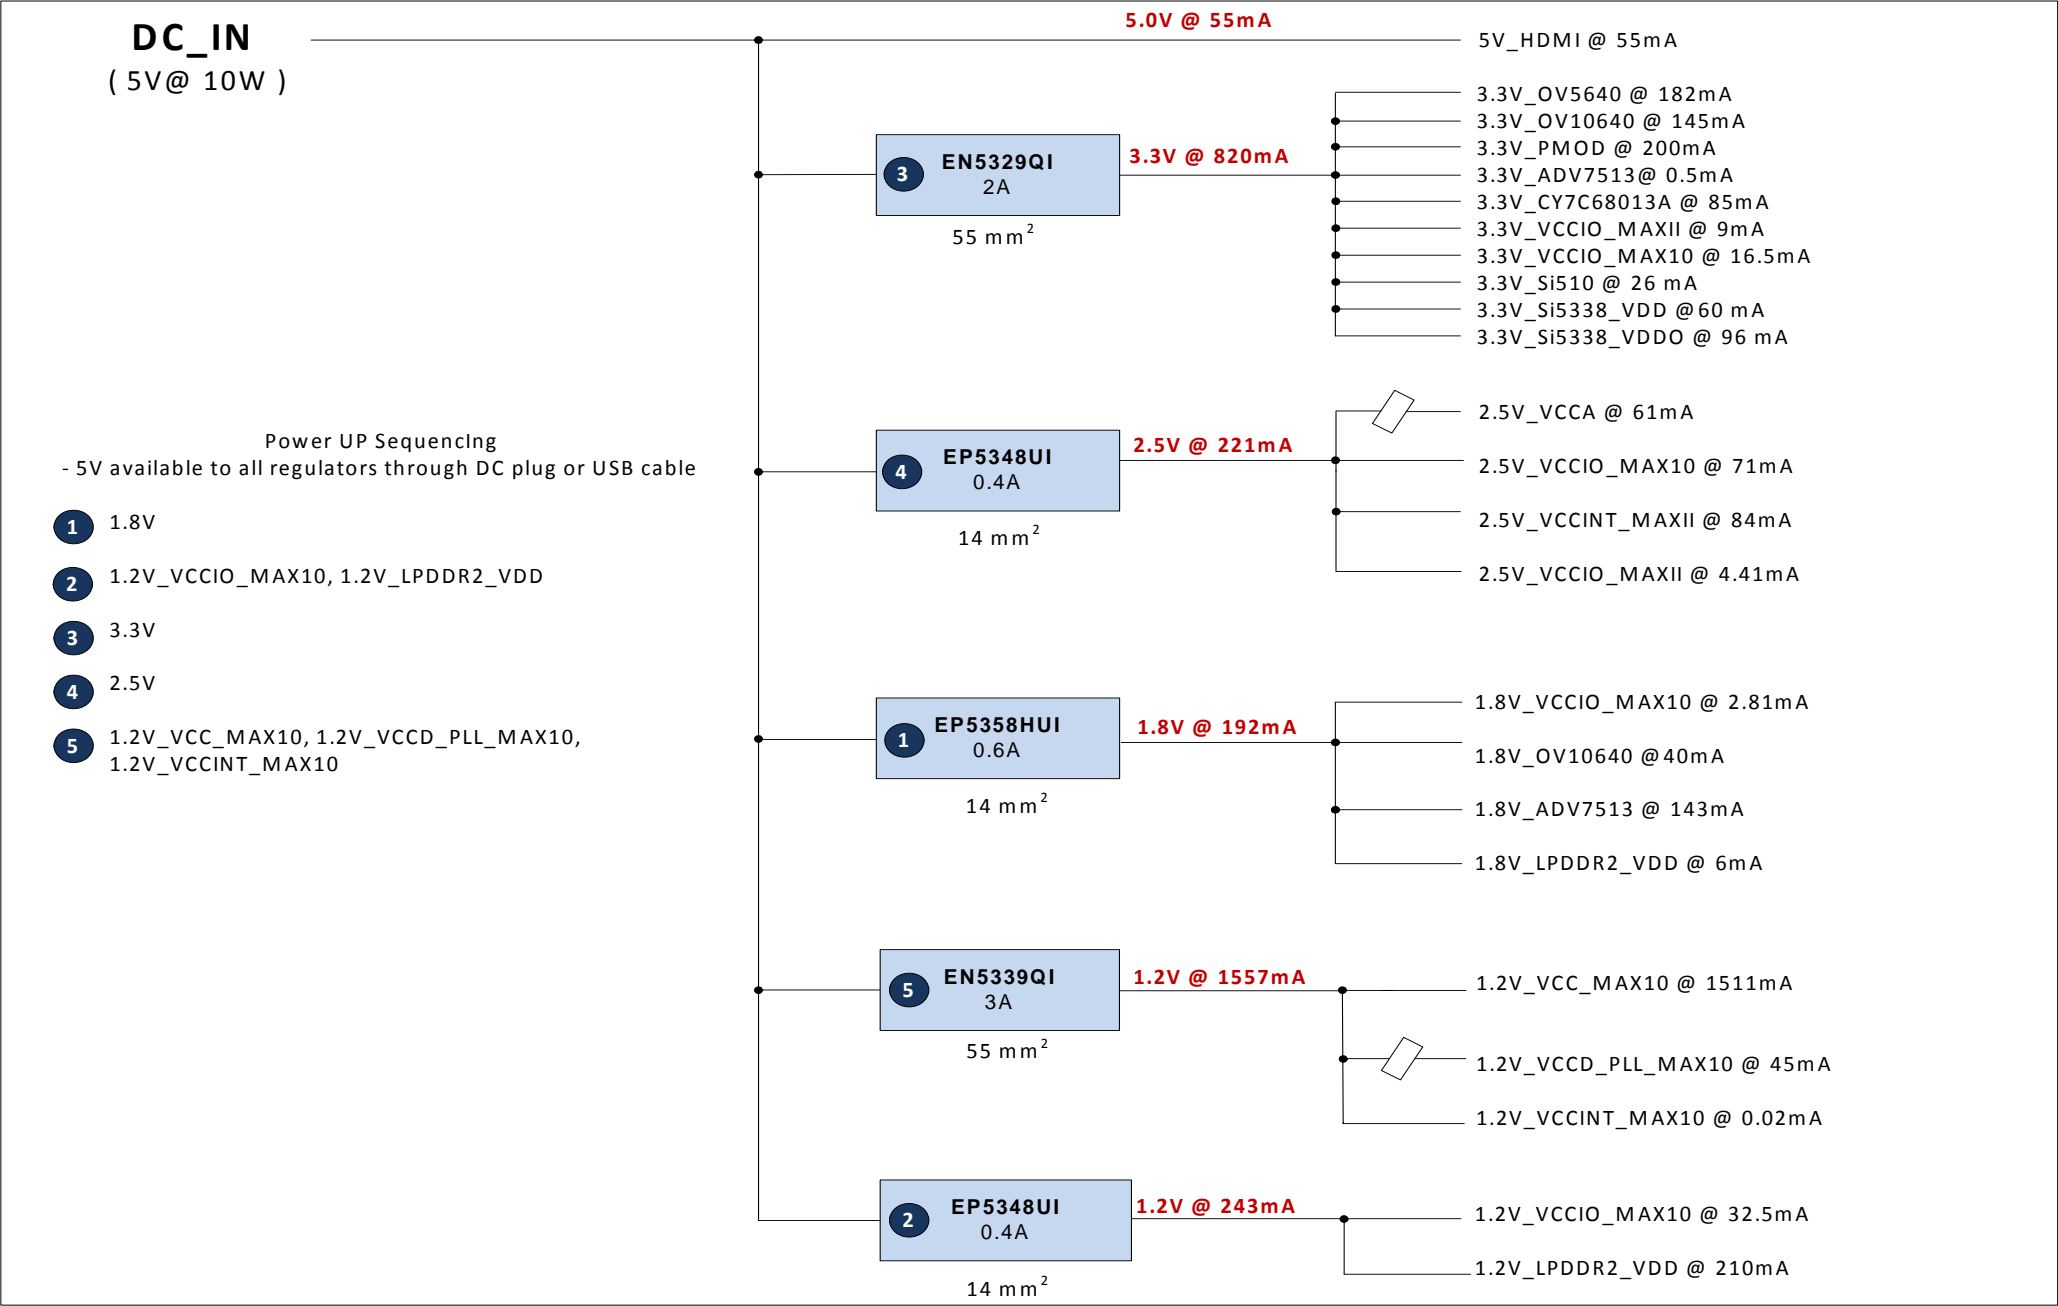 DC_IN
( 5V@ 10W )
5.0V @ 55mA
5V_HDMI @ 55mA
3
EN5329QI
2A
55 mm²
3.3V @ 820mA
3.3V_OV5640 @ 182mA
3.3V_OV10640 @ 145mA
3.3V_PMOD @ 200mA
3.3V_ADV7513@ 0.5mA
3.3V_CY7C68013A @ 85mA
3.3V_VCCIO_MAXII @ 9mA
3.3V_VCCIO_MAX10 @ 16.5mA
3.3V_Si510 @ 26 mA
3.3V_Si5338_VDD @60 mA
3.3V_Si5338_VDDO @ 96 mA
Power UP SequencIng
- 5V available to all regulators through DC plug or USB cable
1 1.8V
2 1.2V_VCCIO_MAX10, 1.2V_LPDDR2_VDD
3 3.3V
4 2.5V
5 1.2V_VCC_MAX10, 1.2V_VCCD_PLL_MAX10,
1.2V_VCCINT_MAX10
4
EP5348UI
0.4A
14 mm²
2.5V @ 221mA
2.5V_VCCA @ 61mA
2.5V_VCCIO_MAX10 @ 71mA
2.5V_VCCINT_MAXII @ 84mA
2.5V_VCCIO_MAXII @ 4.41mA
1
EP5358HUI
0.6A
14 mm²
1.8V @ 192mA
1.8V_VCCIO_MAX10 @ 2.81mA
1.8V_OV10640 @40mA
1.8V_ADV7513 @ 143mA
1.8V_LPDDR2_VDD @ 6mA
5
EN5339QI
3A
55 mm²
1.2V @ 1557mA
1.2V_VCC_MAX10 @ 1511mA
1.2V_VCCD_PLL_MAX10 @ 45mA
1.2V_VCCINT_MAX10 @ 0.02mA
2
EP5348UI
0.4A
14 mm²
1.2V @ 243mA
1.2V_VCCIO_MAX10 @ 32.5mA
1.2V_LPDDR2_VDD @ 210mA